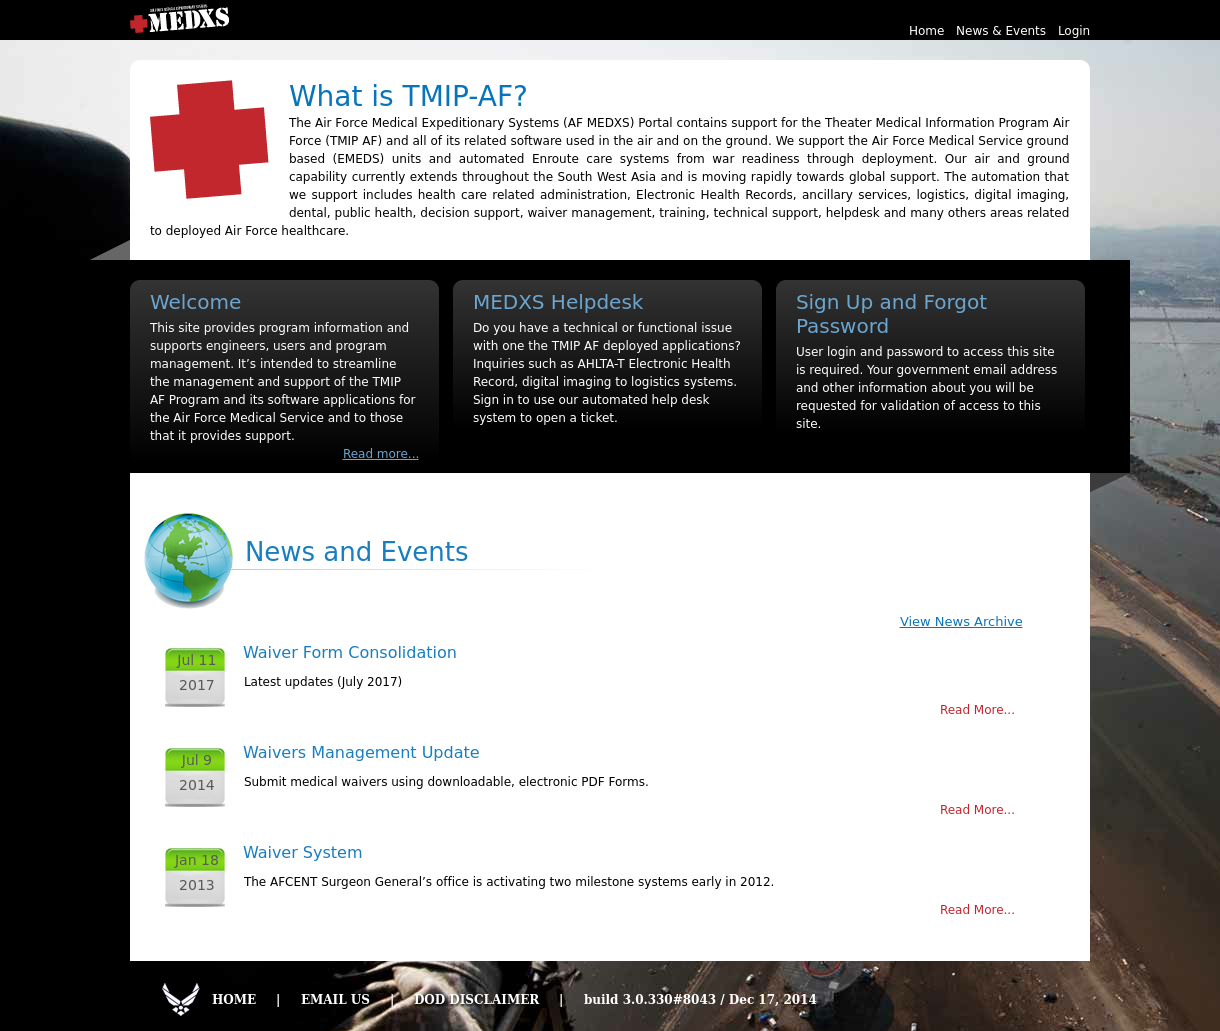 MEDXS
Home News & Events Login
What is TMIP-AF?
The Air Force Medical Expeditionary Systems (AF MEDXS) Portal contains support for the Theater Medical Information Program Air
Force (TMIP AF) and all of its related software used in the air and on the ground. We support the Air Force Medical Service ground
based (EMEDS) units and automated Enroute care systems from war readiness through deployment. Our air and ground
capability currently extends throughout the South West Asia and is moving rapidly towards global support. The automation that
we support includes health care related administration, Electronic Health Records, ancillary services, logistics, digital imaging,
dental, public health, decision support, waiver management, training, technical support, helpdesk and many others areas related
to deployed Air Force healthcare.
Welcome
This site provides program information and
supports engineers, users and program
management. It’s intended to streamline
the management and support of the TMIP
AF Program and its software applications for
the Air Force Medical Service and to those
that it provides support.
Read more...
MEDXS Helpdesk
Do you have a technical or functional issue
with one the TMIP AF deployed applications?
Inquiries such as AHLTA-T Electronic Health
Record, digital imaging to logistics systems.
Sign in to use our automated help desk
system to open a ticket.
Sign Up and Forgot
Password
User login and password to access this site
is required. Your government email address
and other information about you will be
requested for validation of access to this
site.
News and Events
View News Archive
Jul 11
2017
Waiver Form Consolidation
Latest updates (July 2017)
Read More...
Jul 9
2014
Waivers Management Update
Submit medical waivers using downloadable, electronic PDF Forms.
Read More...
Jan 18
2013
Waiver System
The AFCENT Surgeon General’s office is activating two milestone systems early in 2012.
Read More...
HOME | EMAIL US | DOD DISCLAIMER | build 3.0.330#8043 / Dec 17, 2014